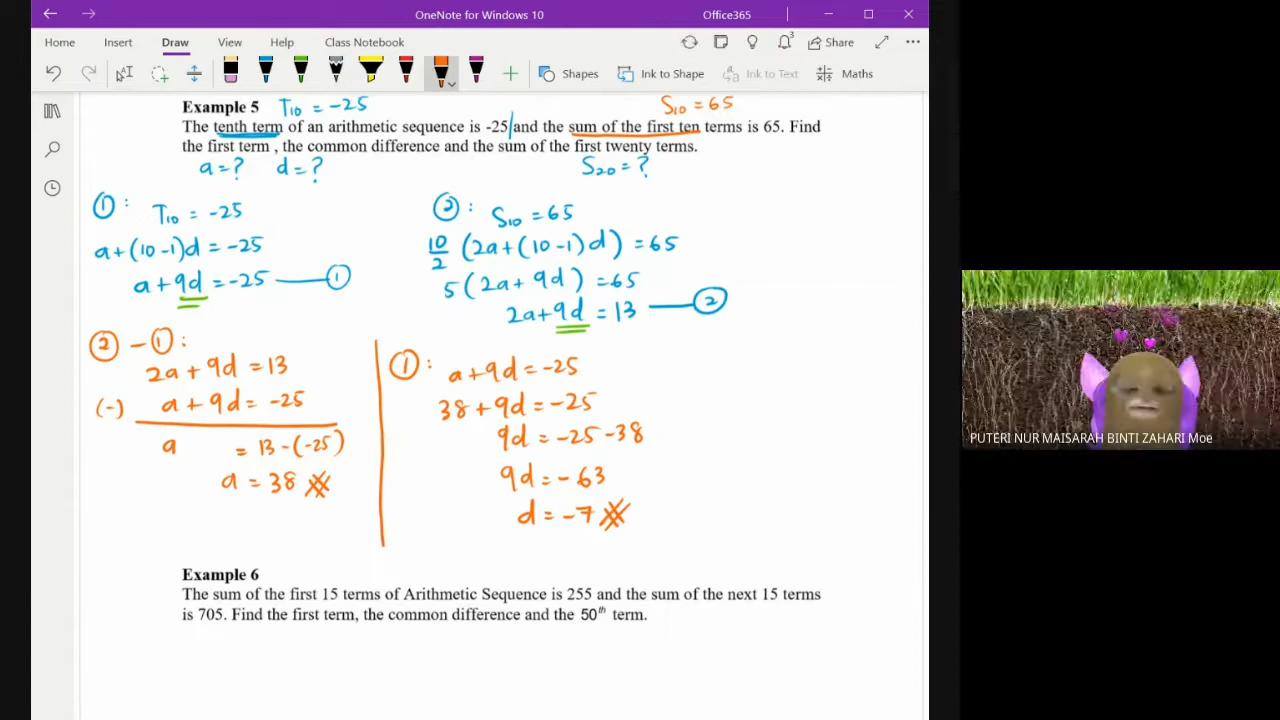 OneNote for Windows 10
Office365
Home Insert Draw View Help Class Notebook
3
Share
Shapes Ink to Shape Ink to Text Maths
Example 5 T10 = -25 S10 = 65
The tenth term of an arithmetic sequence is -25 and the sum of the first ten terms is 65. Find
the first term , the common difference and the sum of the first twenty terms.
a = ? d = ? S20 = ?
① : T10 = -25
a + (10-1)d = -25
a + 9d = -25 —— ①
② : S10 = 65
10/2 (2a + (10-1)d) = 65
5(2a + 9d) = 65
2a + 9d = 13 —— ②
② - ① :
2a + 9d = 13
(-) a + 9d = -25
a = 13 - (-25)
a = 38
① : a + 9d = -25
38 + 9d = -25
9d = -25 - 38
9d = -63
d = -7
Example 6
The sum of the first 15 terms of Arithmetic Sequence is 255 and the sum of the next 15 terms
is 705. Find the first term, the common difference and the 50th term.
PUTERI NUR MAISARAH BINTI ZAHARI Moe